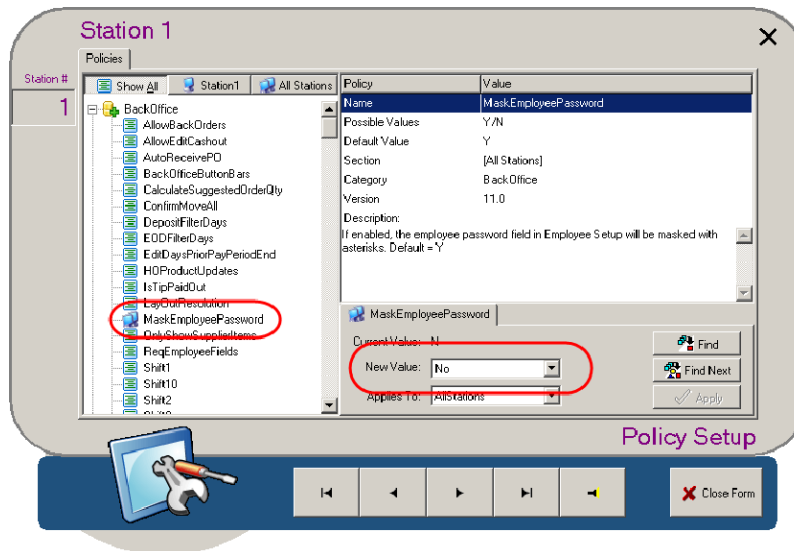 Station 1
Policies
Station #
1
Show All Station1 All Stations
BackOffice
AllowBackOrders
AllowEditCashout
AutoReceivePO
BackOfficeButtonBars
CalculateSuggestedOrderQty
ConfirmMoveAll
DepositFilterDays
EODFilterDays
EditDaysPriorPayPeriodEnd
HOProductUpdates
IsTipPaidOut
LayOutResolution
MaskEmployeePassword
OnlyShowSupplierItems
ReqEmployeeFields
Shift1
Shift10
Shift2
Policy Value
Name MaskEmployeePassword
Possible Values Y/N
Default Value Y
Section [All Stations]
Category BackOffice
Version 11.0
Description:
If enabled, the employee password field in Employee Setup will be masked with
asterisks. Default = 'Y'
MaskEmployeePassword
Current Value: N
New Value: No
Applies To: AllStations
Find
Find Next
Apply
Policy Setup
Close Form